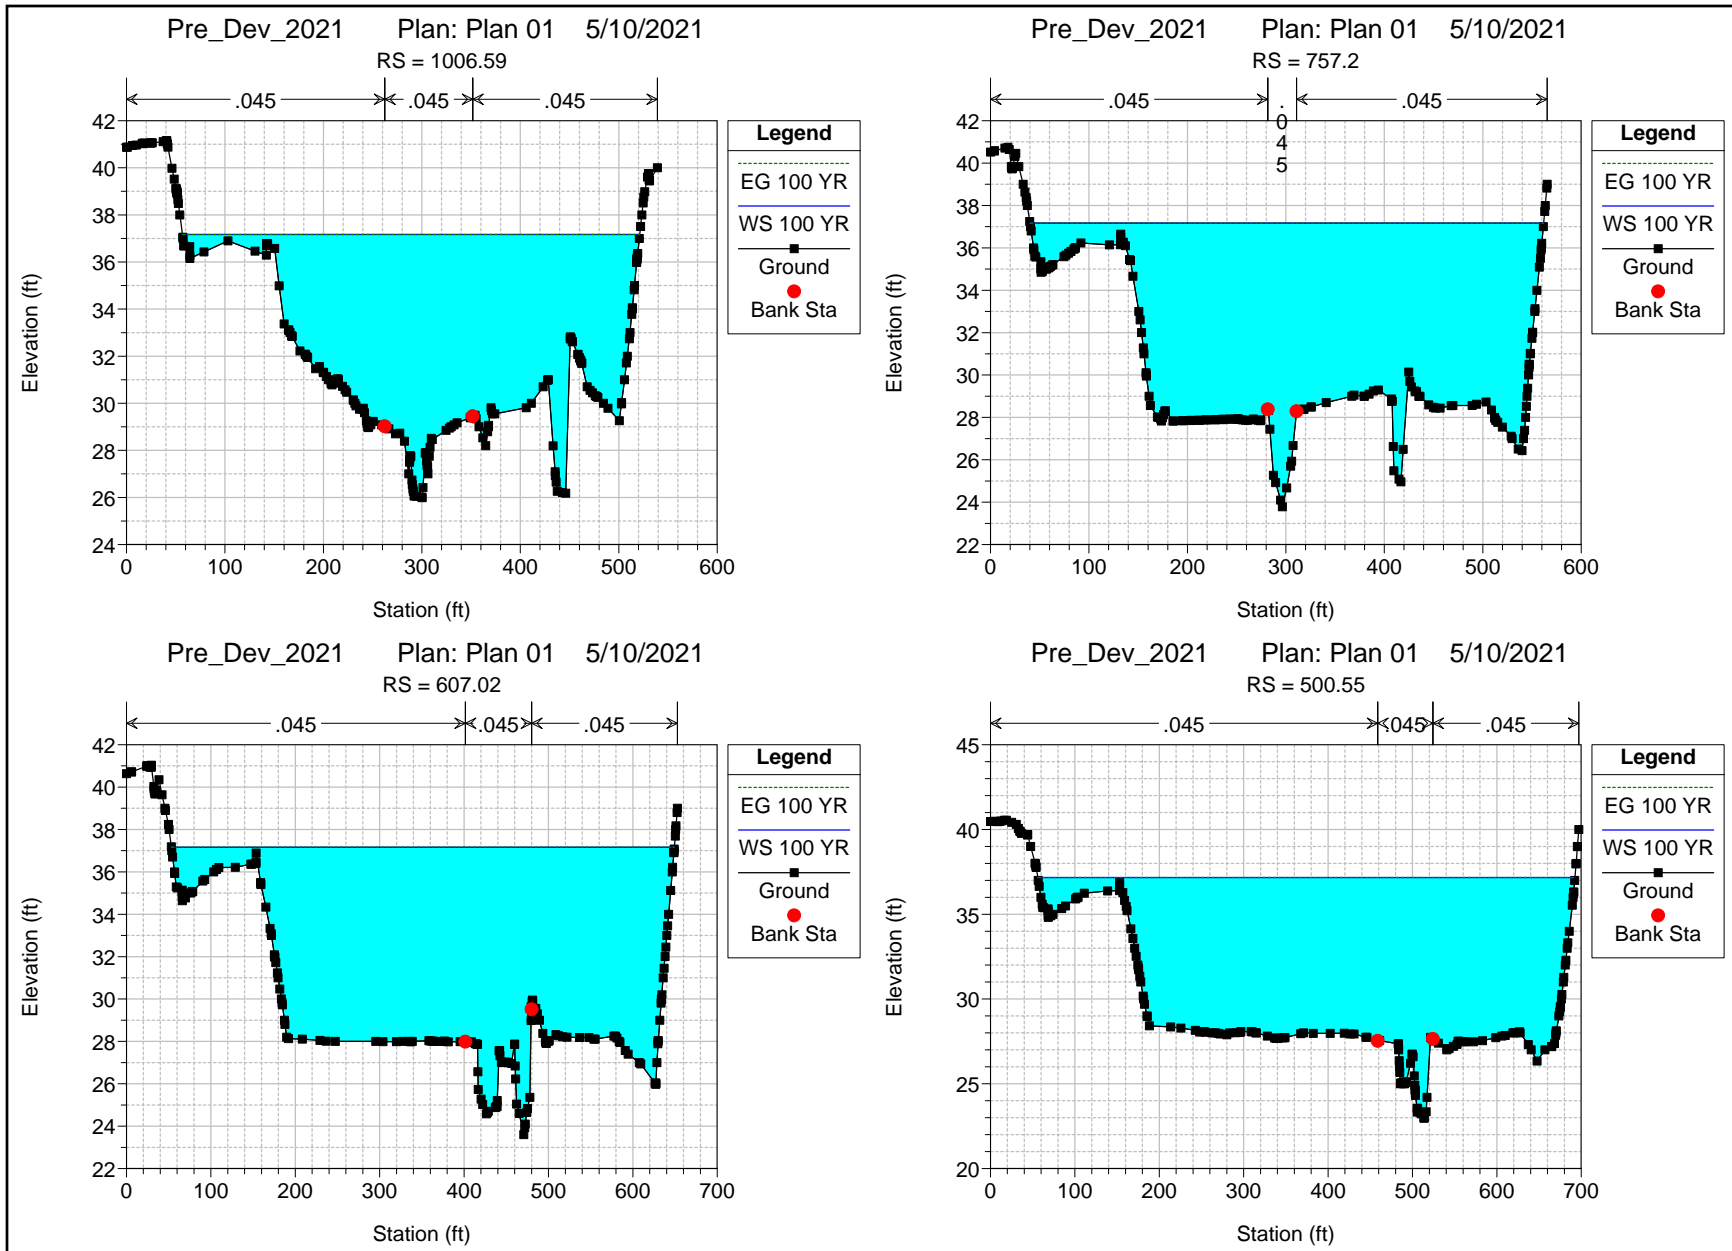 Pre_Dev_2021 Plan: Plan 01 5/10/2021
RS = 1006.59
.045 .045 .045
42
40
38
36
34
32
30
28
26
24
Elevation (ft)
0 100 200 300 400 500 600
Station (ft)
Legend
EG 100 YR
WS 100 YR
Ground
Bank Sta
Pre_Dev_2021 Plan: Plan 01 5/10/2021
RS = 757.2
.045 .045 .045
42
40
38
36
34
32
30
28
26
24
22
Elevation (ft)
0 100 200 300 400 500 600
Station (ft)
Legend
EG 100 YR
WS 100 YR
Ground
Bank Sta
Pre_Dev_2021 Plan: Plan 01 5/10/2021
RS = 607.02
.045 .045 .045
42
40
38
36
34
32
30
28
26
24
22
Elevation (ft)
0 100 200 300 400 500 600 700
Station (ft)
Legend
EG 100 YR
WS 100 YR
Ground
Bank Sta
Pre_Dev_2021 Plan: Plan 01 5/10/2021
RS = 500.55
.045 .045 .045
45
40
35
30
25
20
Elevation (ft)
0 100 200 300 400 500 600 700
Station (ft)
Legend
EG 100 YR
WS 100 YR
Ground
Bank Sta